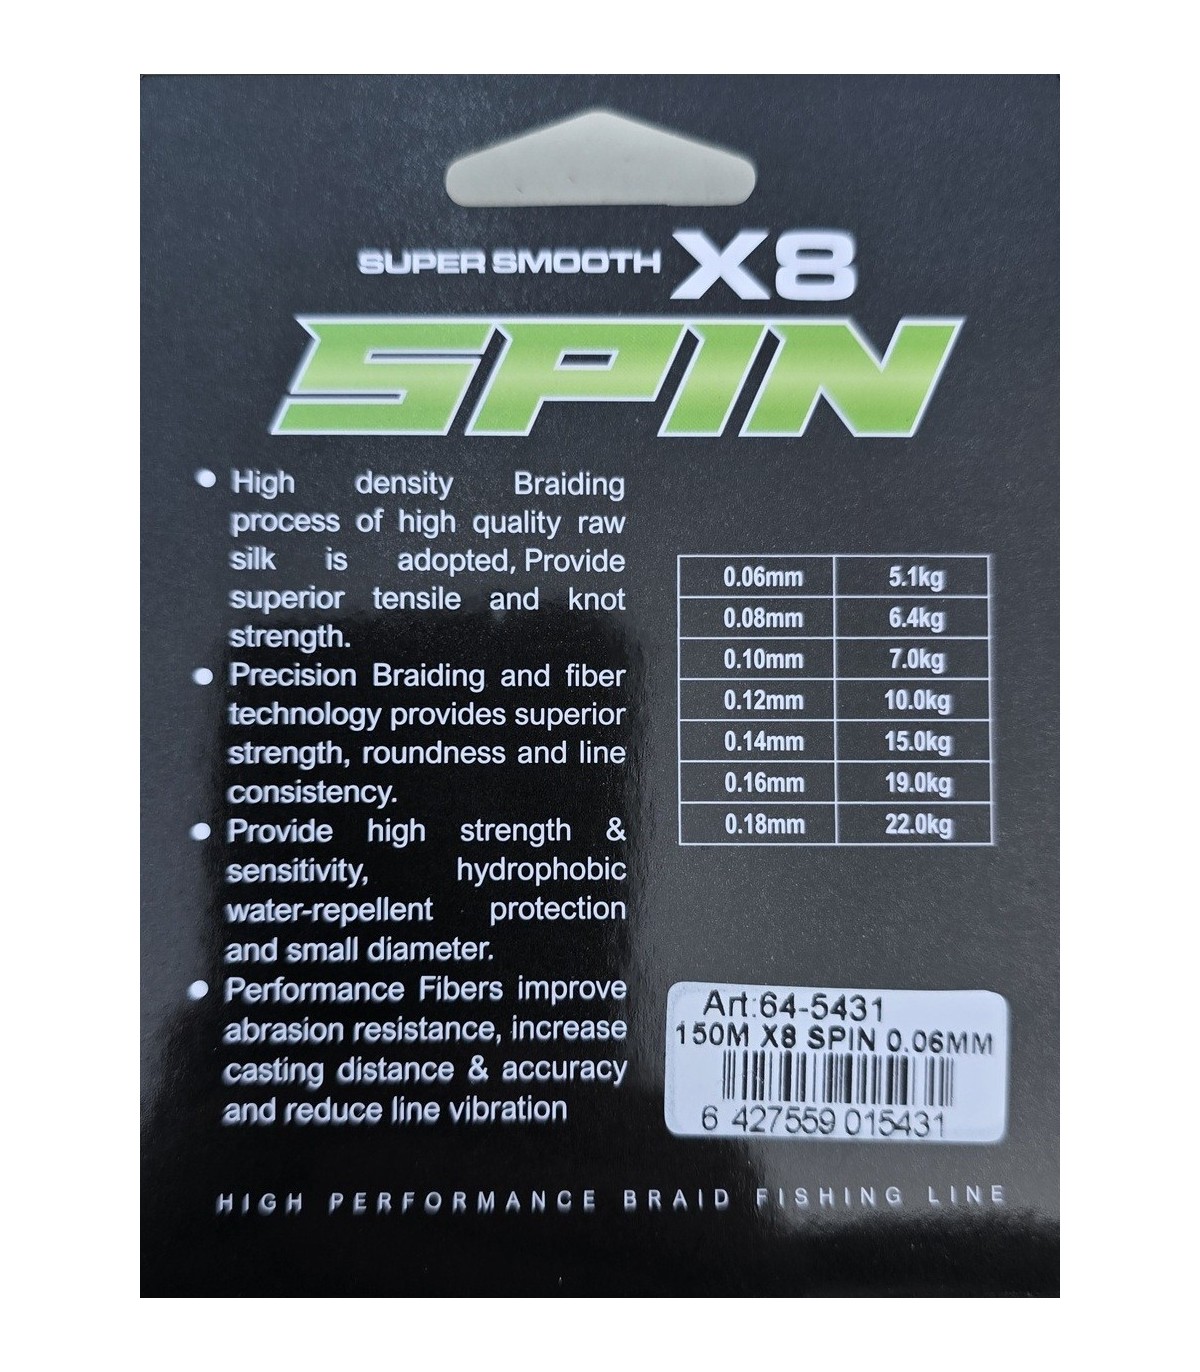 SUPER SMOOTH X8
SPIN
High density Braiding
process of high quality raw
silk is adopted, Provide
superior tensile and knot
strength.
Precision Braiding and fiber
technology provides superior
strength, roundness and line
consistency.
Provide high strength &
sensitivity, hydrophobic
water-repellent protection
and small diameter.
Performance Fibers improve
abrasion resistance, increase
casting distance & accuracy
and reduce line vibration
0.06mm 5.1kg
0.08mm 6.4kg
0.10mm 7.0kg
0.12mm 10.0kg
0.14mm 15.0kg
0.16mm 19.0kg
0.18mm 22.0kg
Art:64-5431
150M X8 SPIN 0.06MM
6 427559 015431
HIGH PERFORMANCE BRAID FISHING LINE